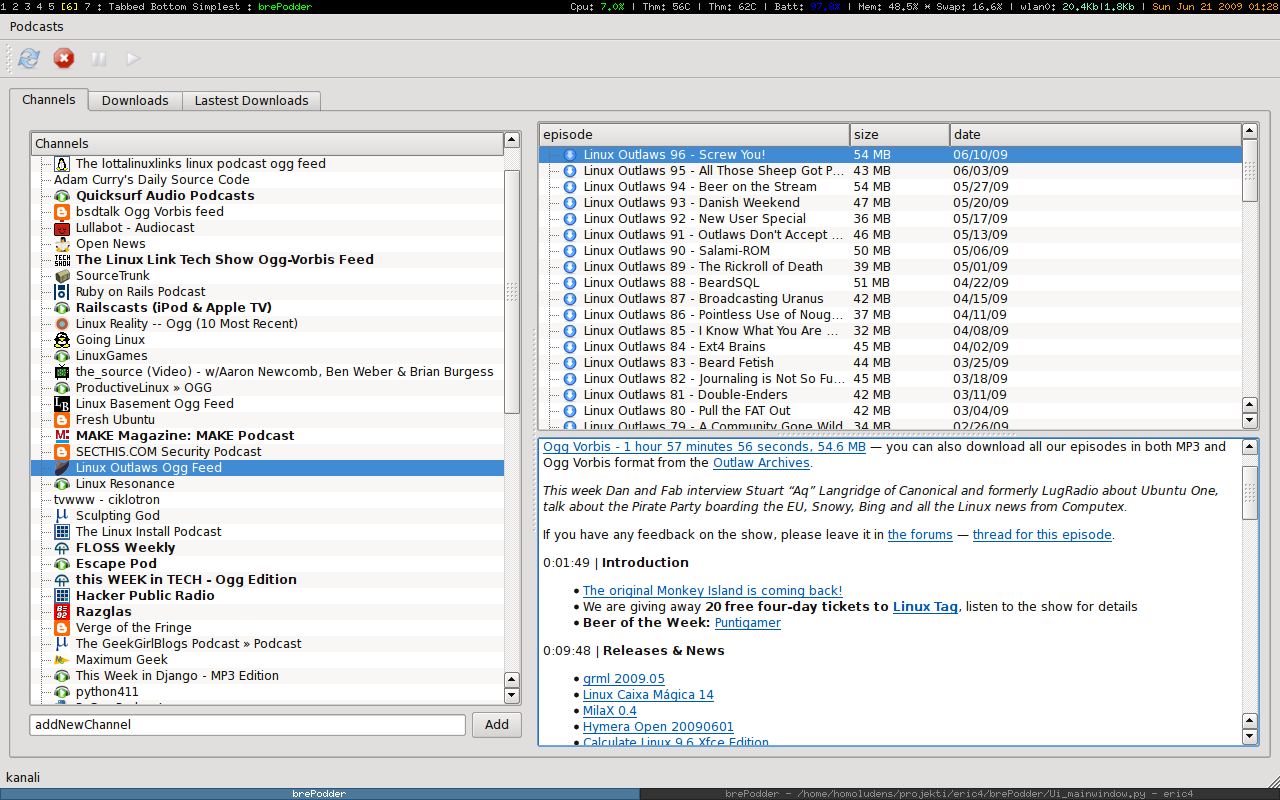 1 2 3 4 5 [6] 7 : Tabbed Bottom Simplest : brePodder
Cpu: 7.0% | Thm: 56C | Thm: 62C | Batt: 97.8% | Mem: 48.5% * Swap: 16.6% | wlan0: 20.4Kb|1.8Kb | Sun Jun 21 2009 01:28
Podcasts
Channels
Downloads
Lastest Downloads
Channels
The lottalinuxlinks linux podcast ogg feed
Adam Curry's Daily Source Code
Quicksurf Audio Podcasts
bsdtalk Ogg Vorbis feed
Lullabot - Audiocast
Open News
TECH SHOW The Linux Link Tech Show Ogg-Vorbis Feed
SourceTrunk
Ruby on Rails Podcast
Railscasts (iPod & Apple TV)
Linux Reality -- Ogg (10 Most Recent)
Going Linux
LinuxGames
the_source (Video) - w/Aaron Newcomb, Ben Weber & Brian Burgess
ProductiveLinux » OGG
Linux Basement Ogg Feed
Fresh Ubuntu
MAKE Magazine: MAKE Podcast
SECTHIS.COM Security Podcast
Linux Outlaws Ogg Feed
Linux Resonance
tvwww - ciklotron
Sculpting God
The Linux Install Podcast
FLOSS Weekly
Escape Pod
this WEEK in TECH - Ogg Edition
Hacker Public Radio
Razglas
Verge of the Fringe
The GeekGirlBlogs Podcast » Podcast
Maximum Geek
This Week in Django - MP3 Edition
python411
addNewChannel
Add
episode size date
Linux Outlaws 96 - Screw You! 54 MB 06/10/09
Linux Outlaws 95 - All Those Sheep Got P... 43 MB 06/03/09
Linux Outlaws 94 - Beer on the Stream 54 MB 05/27/09
Linux Outlaws 93 - Danish Weekend 47 MB 05/20/09
Linux Outlaws 92 - New User Special 36 MB 05/17/09
Linux Outlaws 91 - Outlaws Don't Accept ... 46 MB 05/13/09
Linux Outlaws 90 - Salami-ROM 50 MB 05/06/09
Linux Outlaws 89 - The Rickroll of Death 39 MB 05/01/09
Linux Outlaws 88 - BeardSQL 51 MB 04/22/09
Linux Outlaws 87 - Broadcasting Uranus 42 MB 04/15/09
Linux Outlaws 86 - Pointless Use of Noug... 37 MB 04/11/09
Linux Outlaws 85 - I Know What You Are ... 32 MB 04/08/09
Linux Outlaws 84 - Ext4 Brains 45 MB 04/02/09
Linux Outlaws 83 - Beard Fetish 44 MB 03/25/09
Linux Outlaws 82 - Journaling is Not So Fu... 45 MB 03/18/09
Linux Outlaws 81 - Double-Enders 42 MB 03/11/09
Linux Outlaws 80 - Pull the FAT Out 42 MB 03/04/09
Linux Outlaws 79 - A Community Gone Wild 34 MB 02/26/09
Ogg Vorbis - 1 hour 57 minutes 56 seconds, 54.6 MB — you can also download all our episodes in both MP3 and
Ogg Vorbis format from the Outlaw Archives.
This week Dan and Fab interview Stuart “Aq” Langridge of Canonical and formerly LugRadio about Ubuntu One,
talk about the Pirate Party boarding the EU, Snowy, Bing and all the Linux news from Computex.
If you have any feedback on the show, please leave it in the forums — thread for this episode.
0:01:49 | Introduction
• The original Monkey Island is coming back!
• We are giving away 20 free four-day tickets to Linux Tag, listen to the show for details
• Beer of the Week: Puntigamer
0:09:48 | Releases & News
• grml 2009.05
• Linux Caixa Mágica 14
• MilaX 0.4
• Hymera Open 20090601
• Calculate Linux 9.6 Xfce Edition
kanali
brePodder
brePodder - /home/homoludens/projekti/eric4/brePodder/Ui_mainwindow.py - eric4